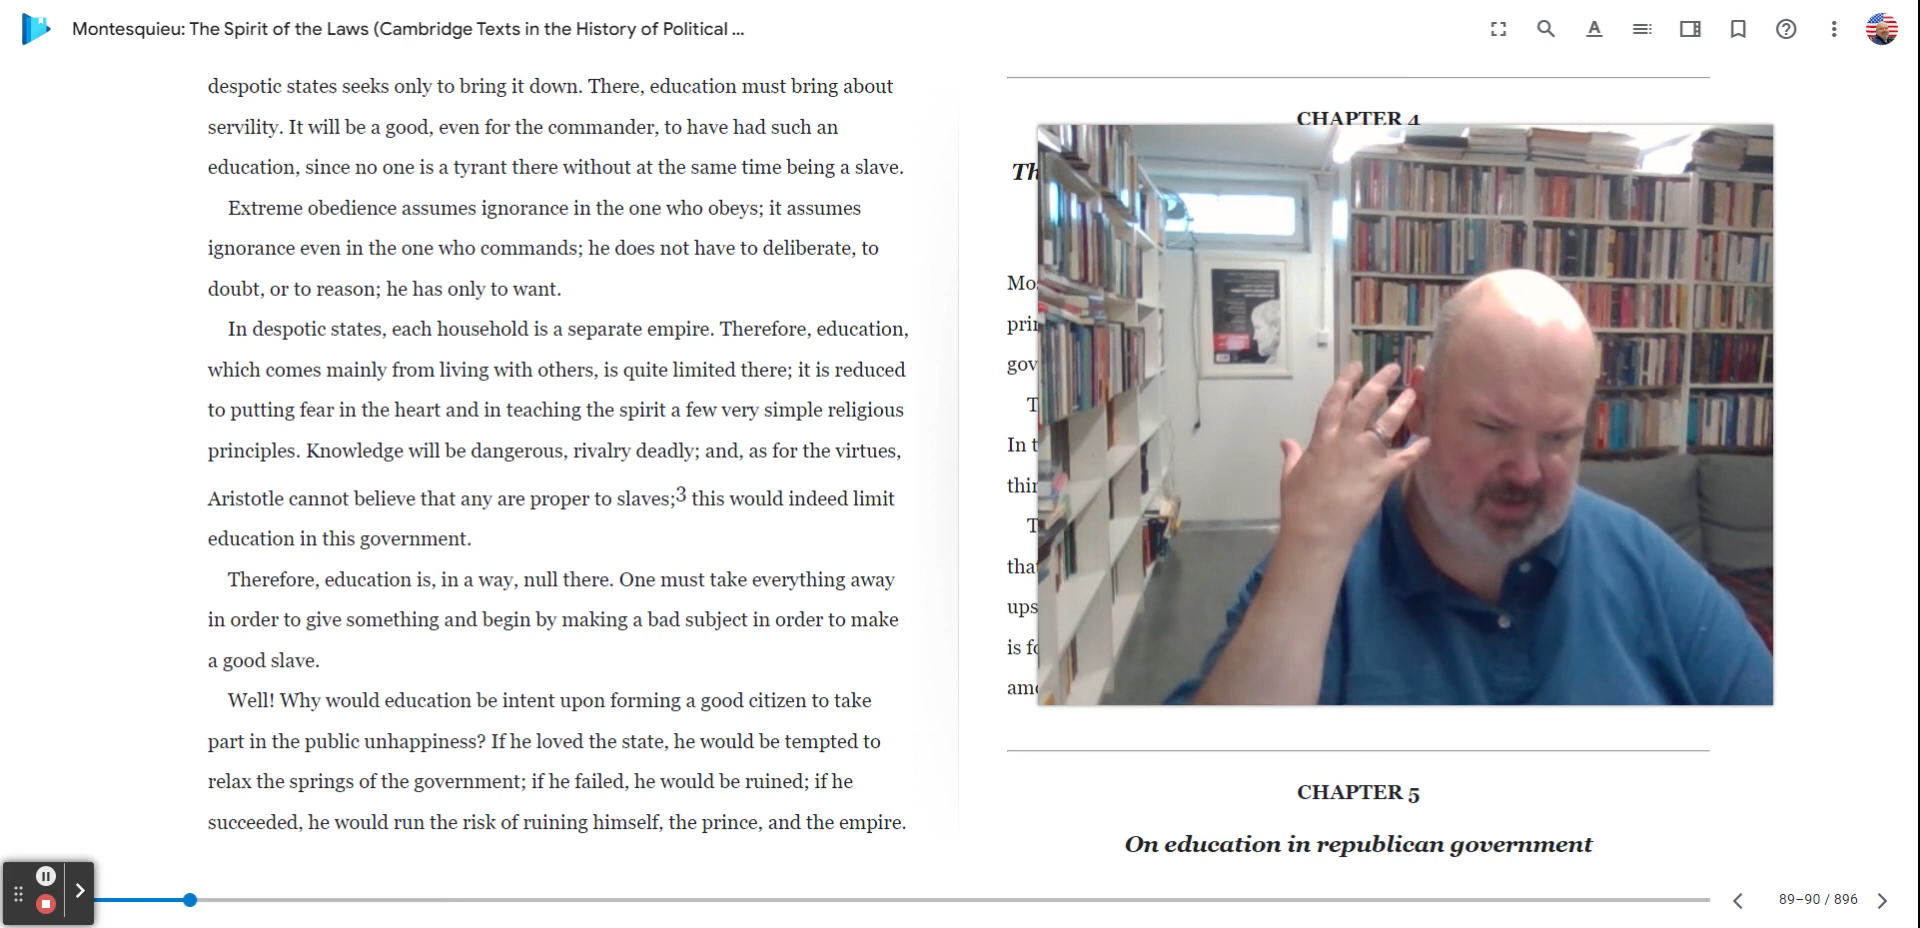 Montesquieu: The Spirit of the Laws (Cambridge Texts in the History of Political ...
despotic states seeks only to bring it down. There, education must bring about
servility. It will be a good, even for the commander, to have had such an
education, since no one is a tyrant there without at the same time being a slave.
Extreme obedience assumes ignorance in the one who obeys; it assumes
ignorance even in the one who commands; he does not have to deliberate, to
doubt, or to reason; he has only to want.
In despotic states, each household is a separate empire. Therefore, education,
which comes mainly from living with others, is quite limited there; it is reduced
to putting fear in the heart and in teaching the spirit a few very simple religious
principles. Knowledge will be dangerous, rivalry deadly; and, as for the virtues,
Aristotle cannot believe that any are proper to slaves;3 this would indeed limit
education in this government.
Therefore, education is, in a way, null there. One must take everything away
in order to give something and begin by making a bad subject in order to make
a good slave.
Well! Why would education be intent upon forming a good citizen to take
part in the public unhappiness? If he loved the state, he would be tempted to
relax the springs of the government; if he failed, he would be ruined; if he
succeeded, he would run the risk of ruining himself, the prince, and the empire.
CHAPTER 4
Th
Mo
prin
gov
T
In t
thin
T
that
ups
is fo
amo
CHAPTER 5
On education in republican government
89–90 / 896